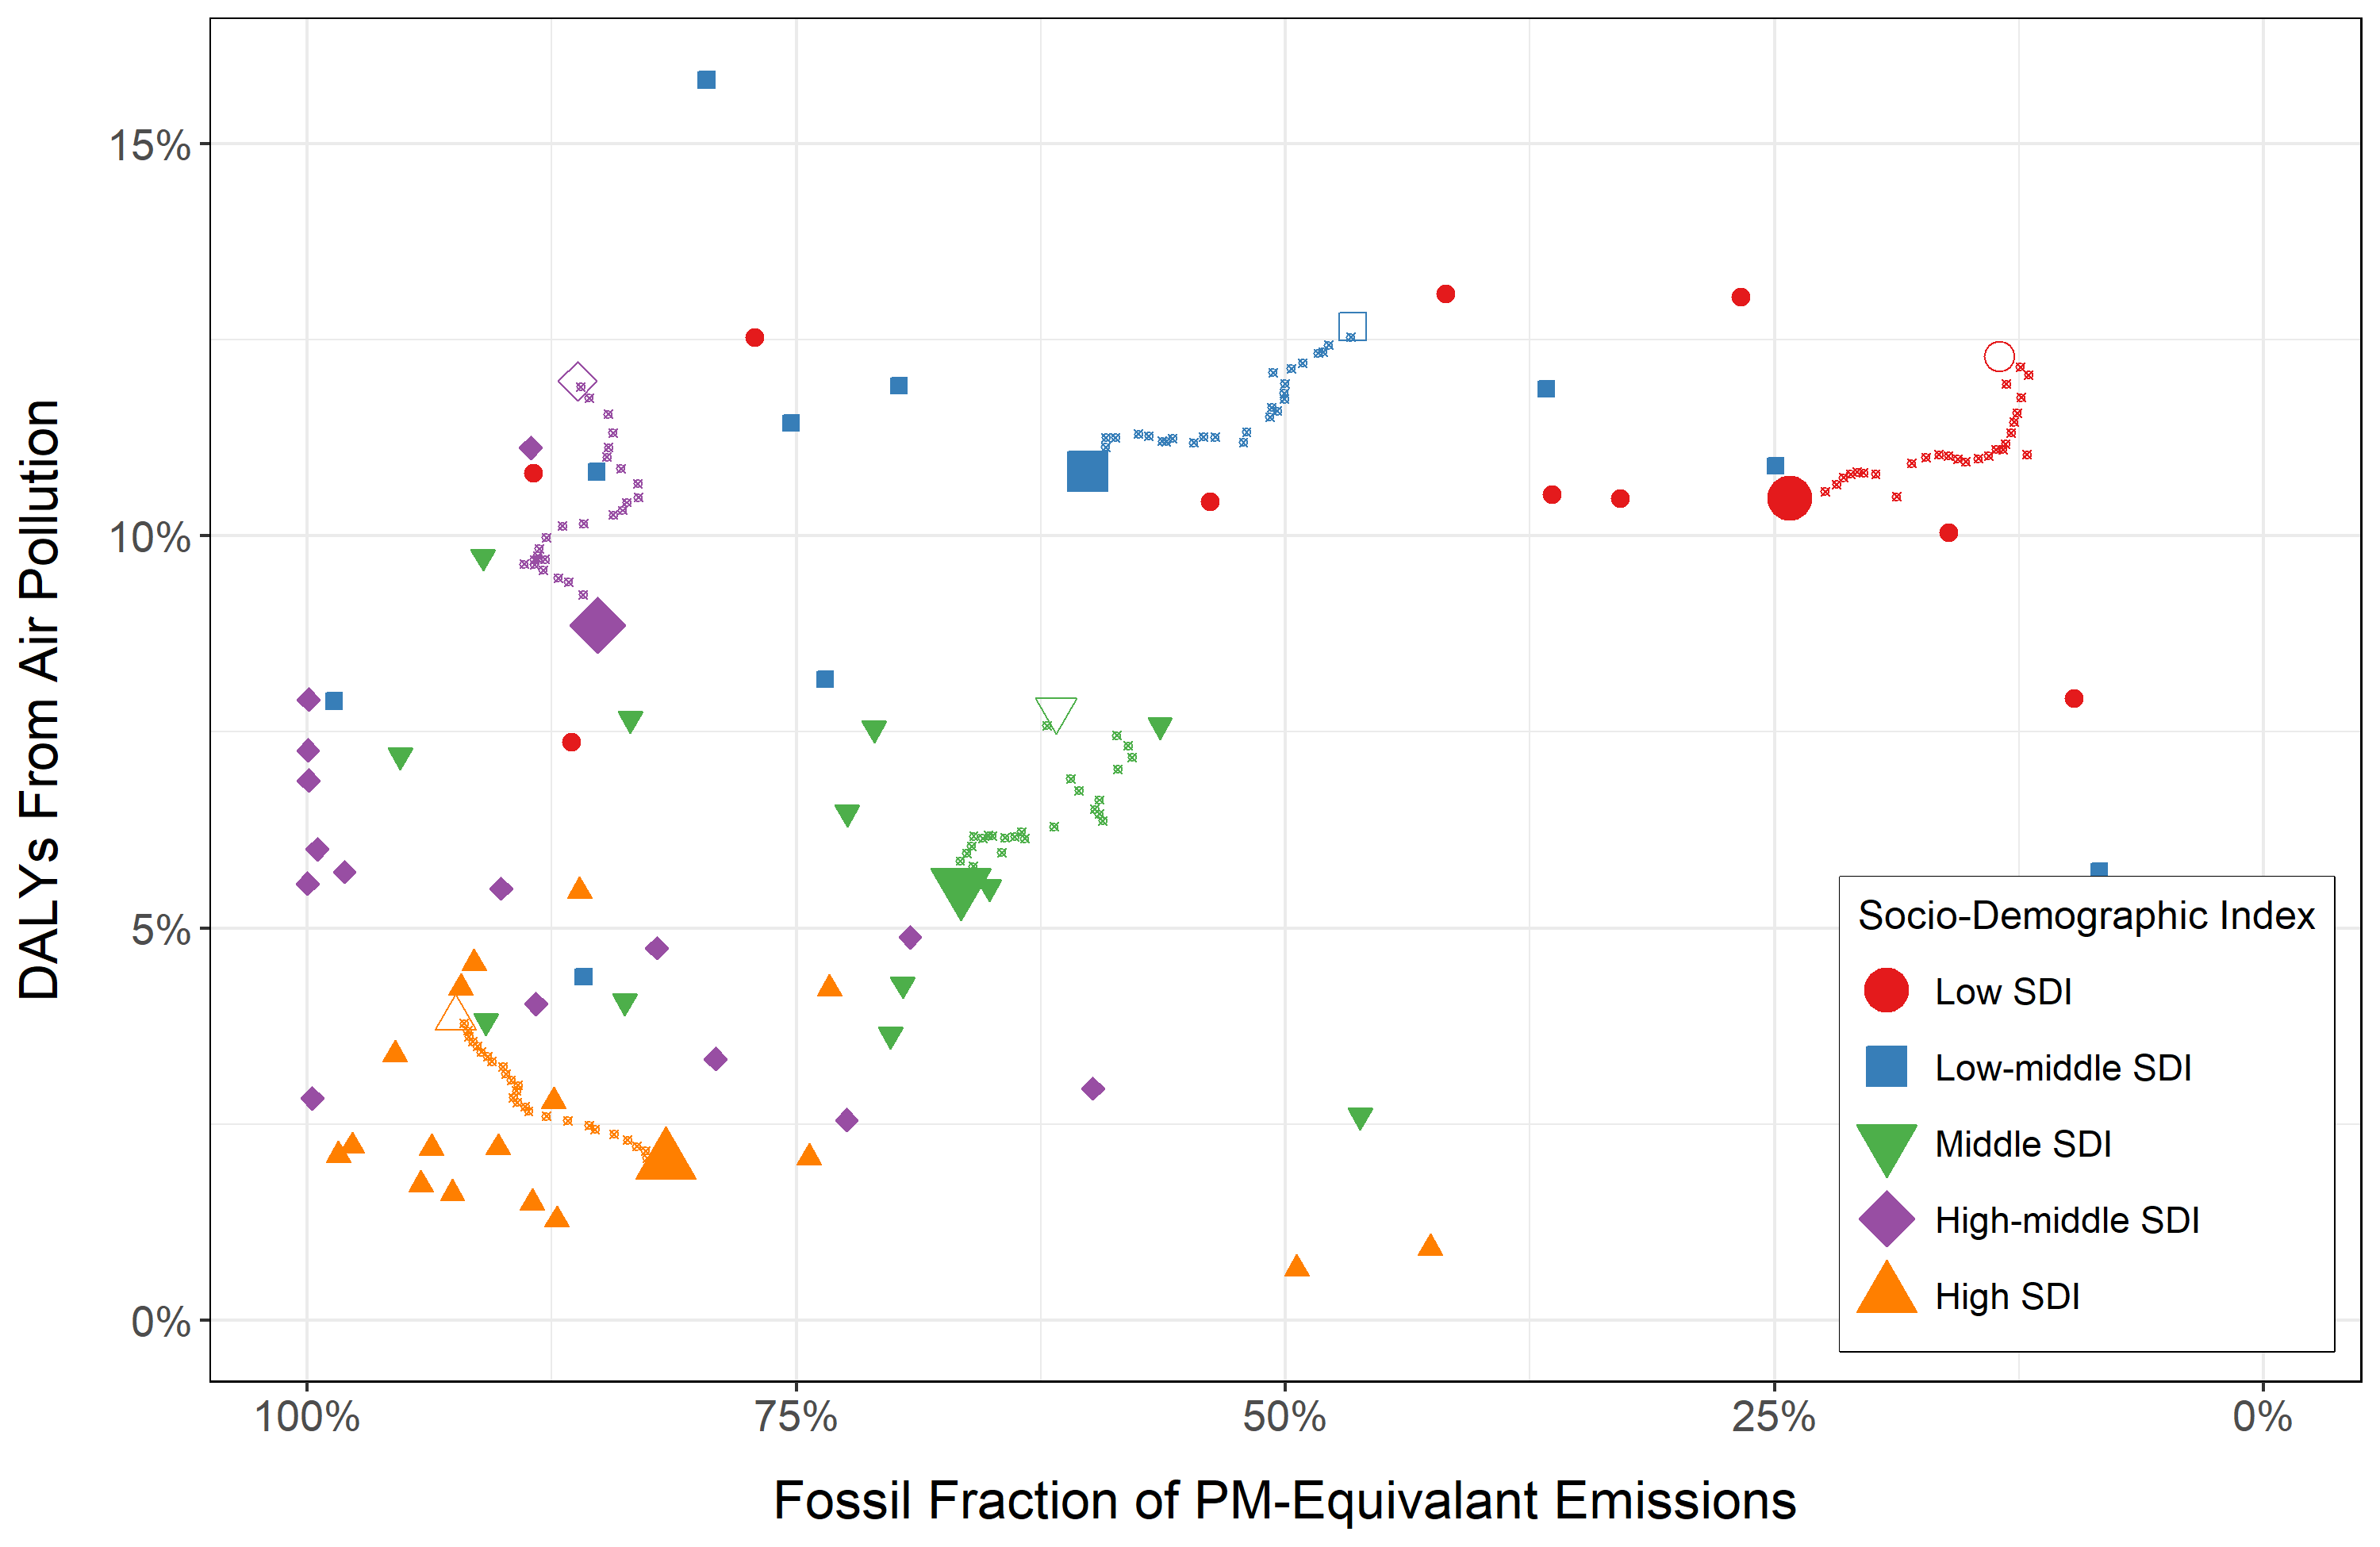 DALYs From Air Pollution
15%
10%
5%
0%
100%
75%
50%
25%
0%
Fossil Fraction of PM-Equivalant Emissions
Socio-Demographic Index
Low SDI
Low-middle SDI
Middle SDI
High-middle SDI
High SDI